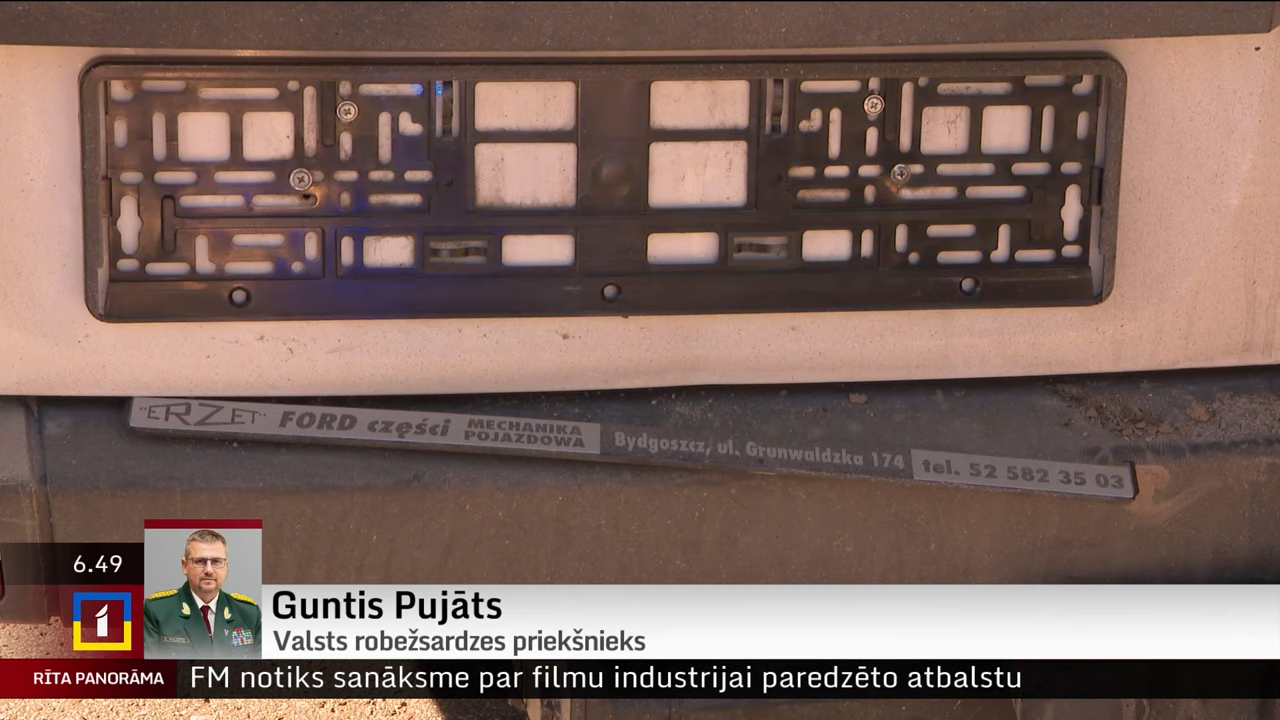 "ERZET" FORD części MECHANIKA POJAZDOWA Bydgoszcz, ul. Grunwaldzka 174 tel. 52 582 35 03
6.49
1
Guntis Pujāts
Valsts robežsardzes priekšnieks
RĪTA PANORĀMA FM notiks sanāksme par filmu industrijai paredzēto atbalstu